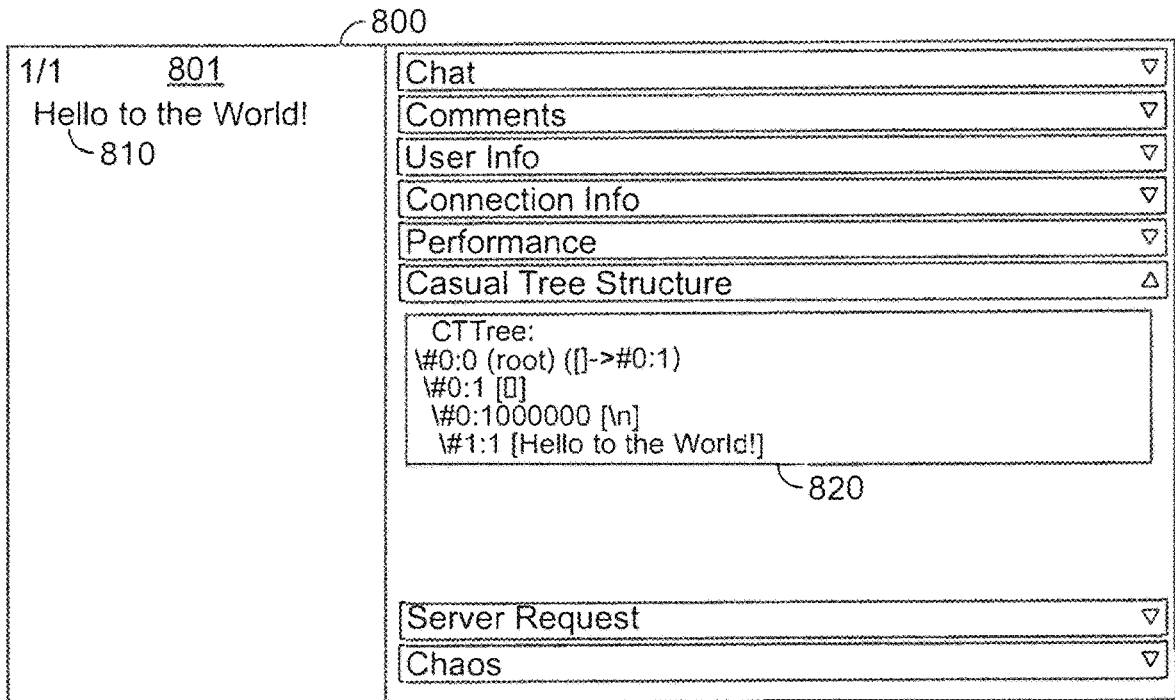 800
1/1 801
Hello to the World!
810
Chat
Comments
User Info
Connection Info
Performance
Casual Tree Structure
CTTree:
\#0:0 (root) ([]->#0:1)
\#0:1 [[]]
\#0:1000000 [\n]
\#1:1 [Hello to the World!]
820
Server Request
Chaos